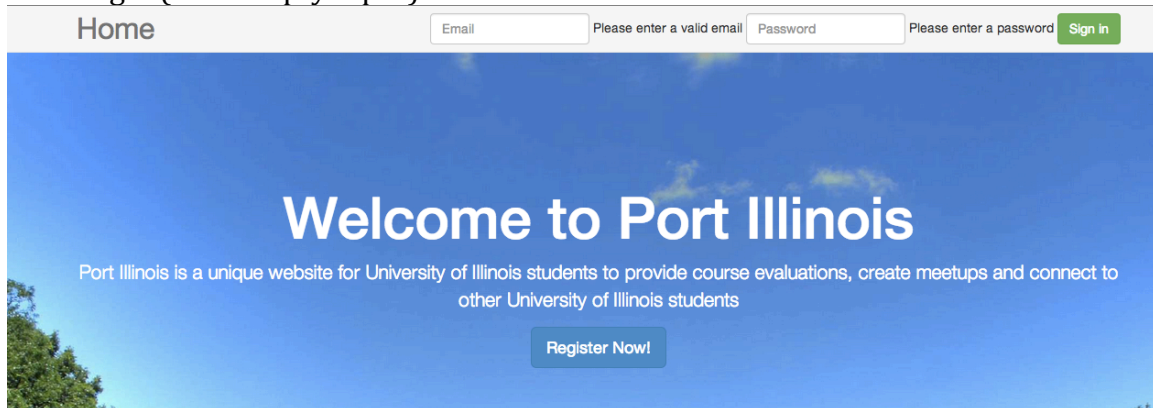 Home
Email Please enter a valid email Password Please enter a password Sign in
Welcome to Port Illinois
Port Illinois is a unique website for University of Illinois students to provide course evaluations, create meetups and connect to
other University of Illinois students
Register Now!